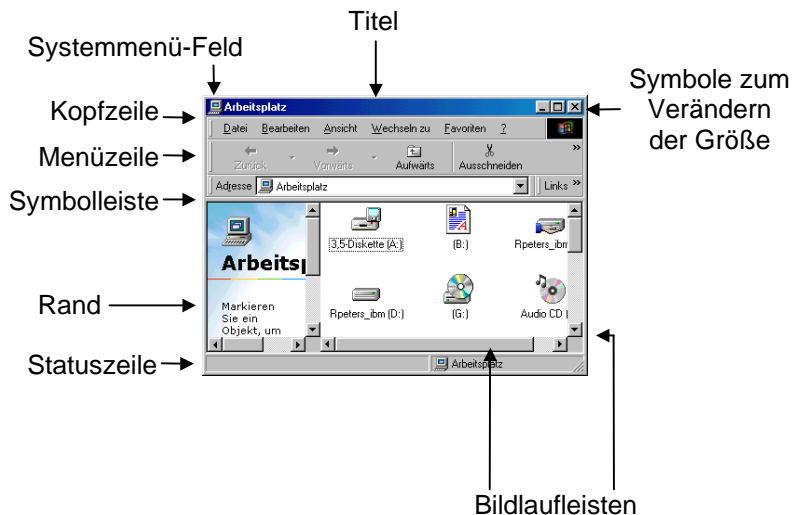 Titel
Systemmenü-Feld
Symbole zum
Verändern
der Größe
Kopfzeile
Menüzeile
Symbolleiste
Rand
Statuszeile
Bildlaufleisten
Arbeitsplatz
Datei Bearbeiten Ansicht Wechseln zu Favoriten ?
Zurück Vorwärts Aufwärts Ausschneiden »
Adresse Arbeitsplatz Links »
Arbeitsp
Markieren
Sie ein
Objekt, um
3,5-Diskette (A:) (B:) Rpeters_ibm
Rpeters_ibm (D:) (G:) Audio CD (
Arbeitsplatz